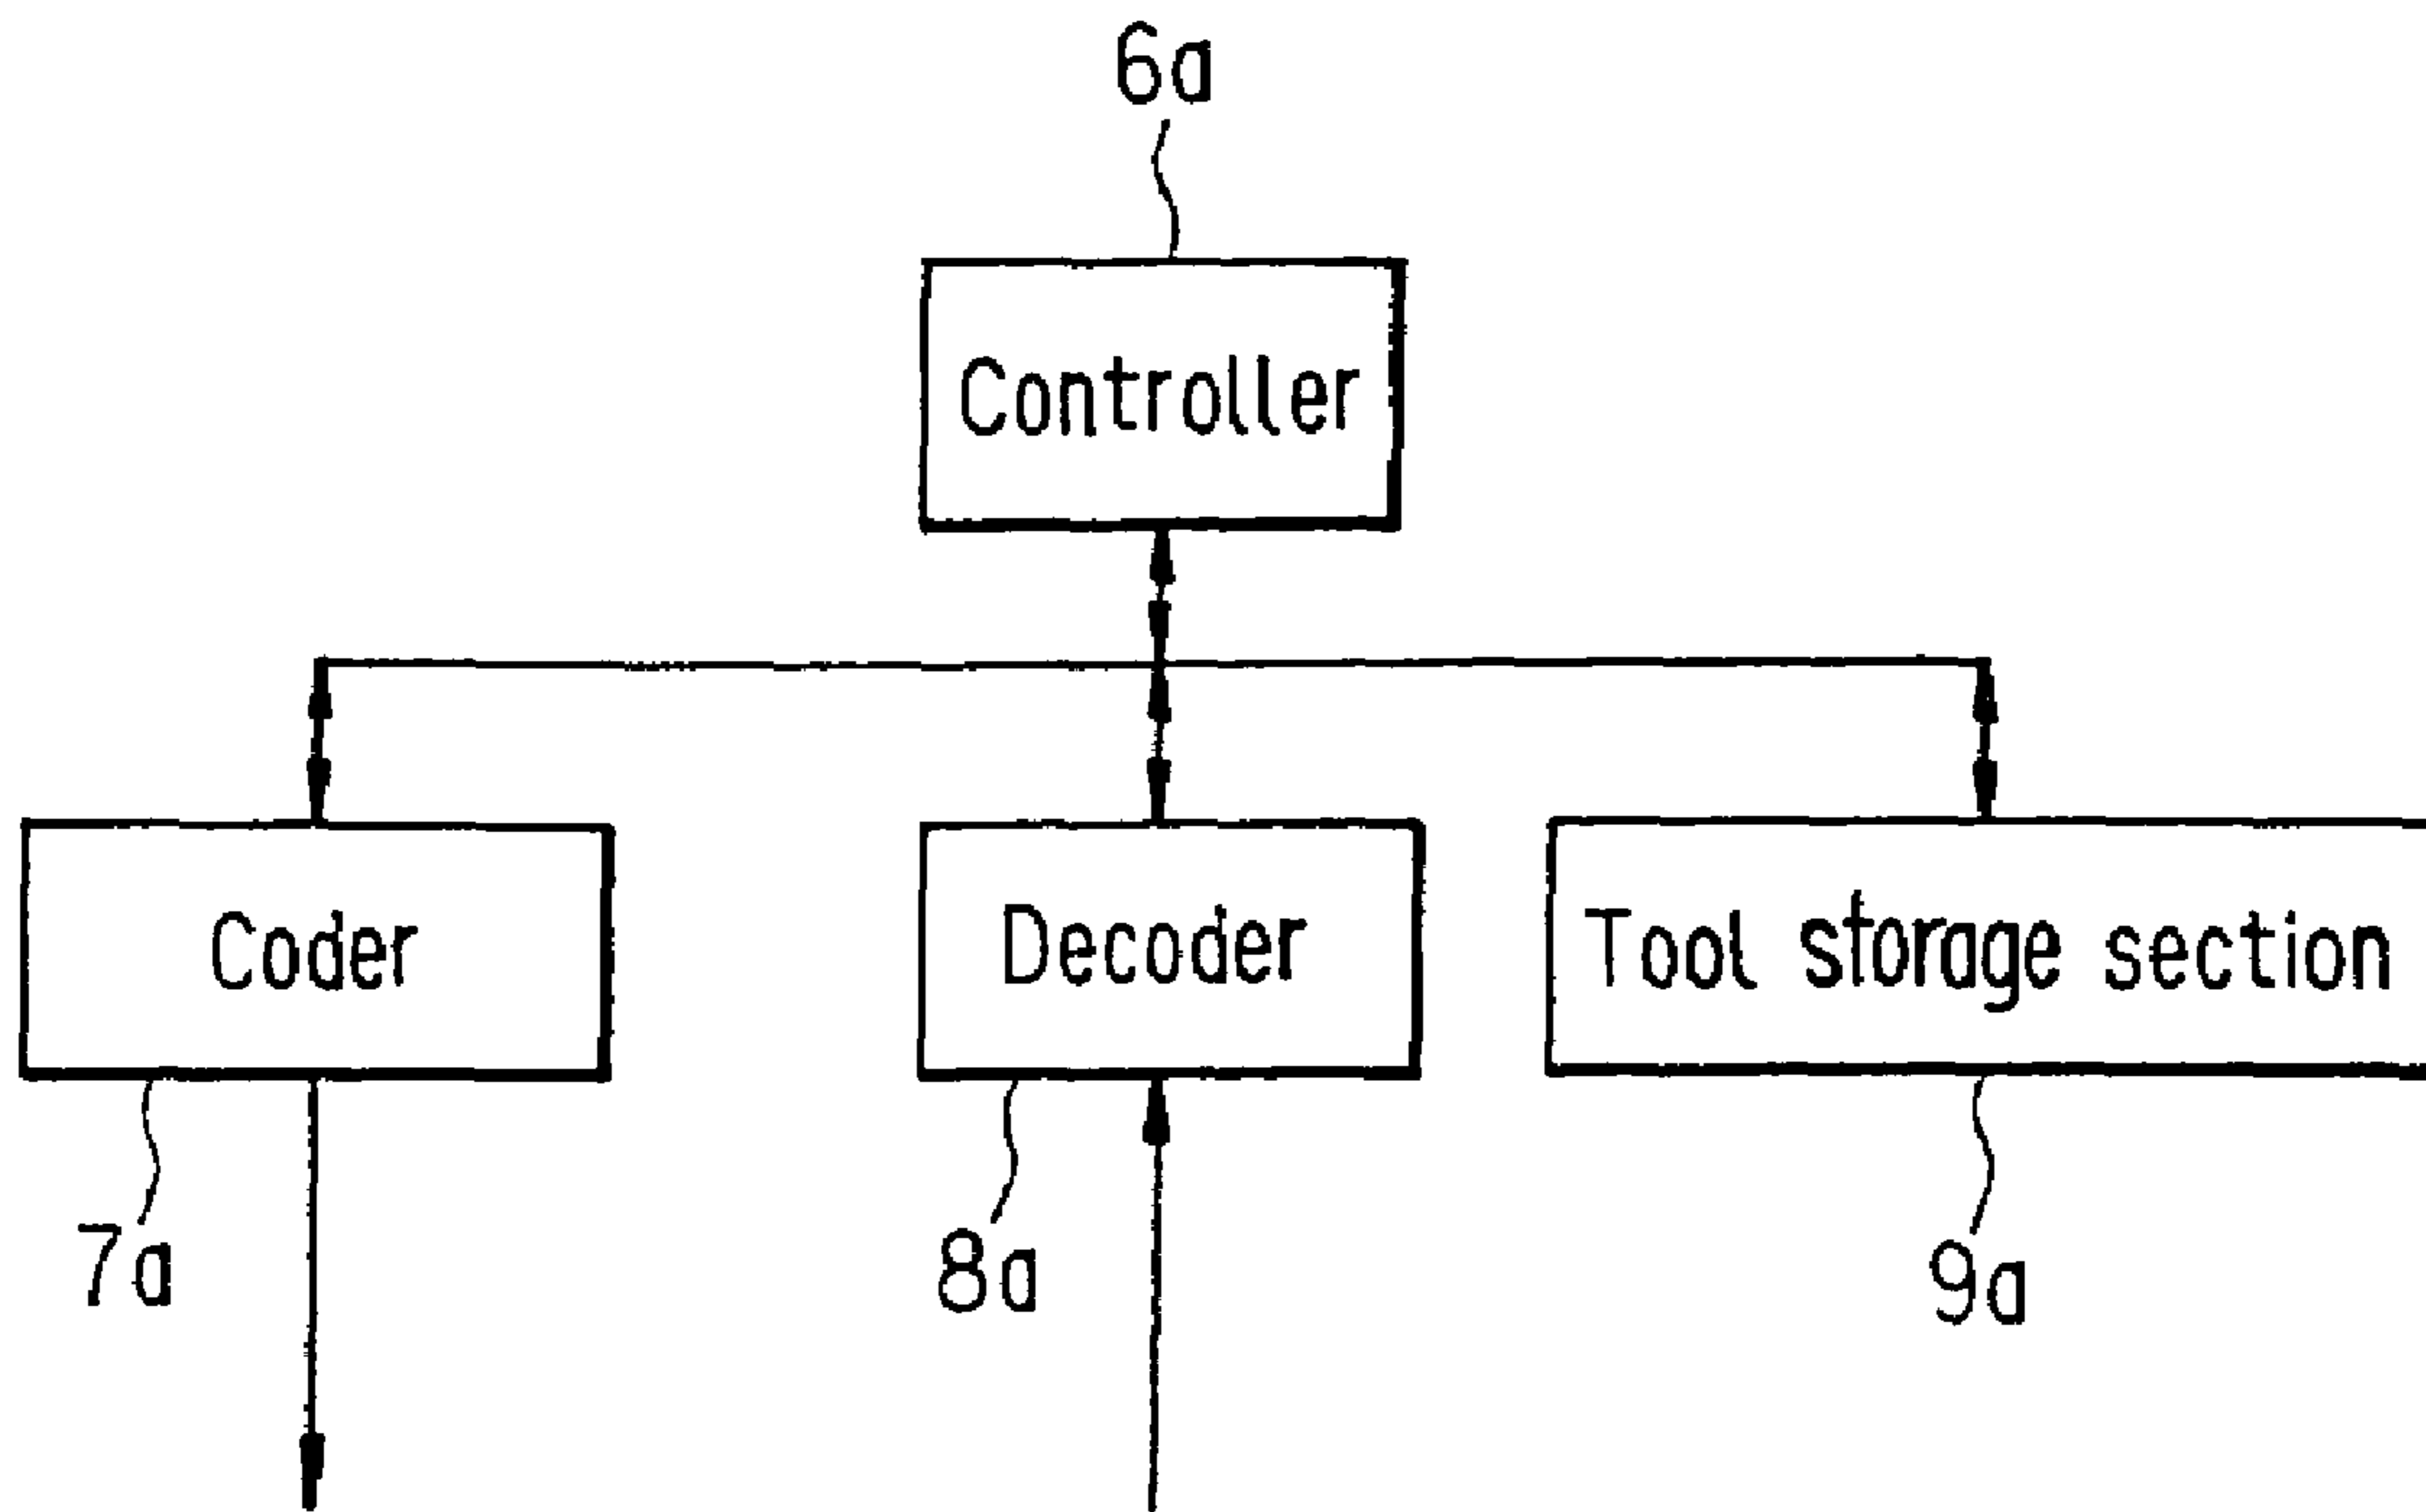 6a
Controller
Coder
Decoder
Tool storage section
7a
8a
9a